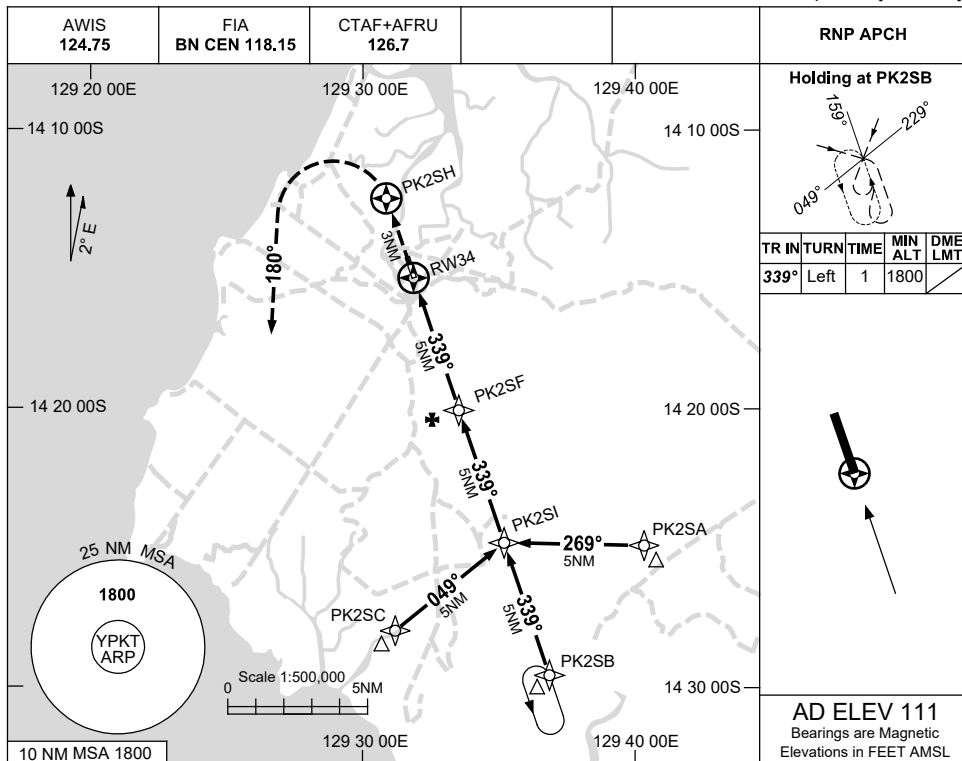 AWIS
124.75
FIA
BN CEN 118.15
CTAF+AFRU
126.7
RNP APCH
129 20 00E
129 30 00E
129 40 00E
14 10 00S
14 10 00S
2° E
PK2SH
3NM
RW34
180°
339°
5NM
PK2SF
14 20 00S
14 20 00S
339°
5NM
PK2SI
PK2SA
269°
5NM
049°
5NM
PK2SC
339°
5NM
PK2SB
25 NM MSA
1800
YPKT
ARP
Scale 1:500,000
0
5NM
14 30 00S
10 NM MSA 1800
129 30 00E
129 40 00E
Holding at PK2SB
159°
229°
049°
TR IN TURN TIME MIN ALT DME LMT
339° Left 1 1800
AD ELEV 111
Bearings are Magnetic
Elevations in FEET AMSL